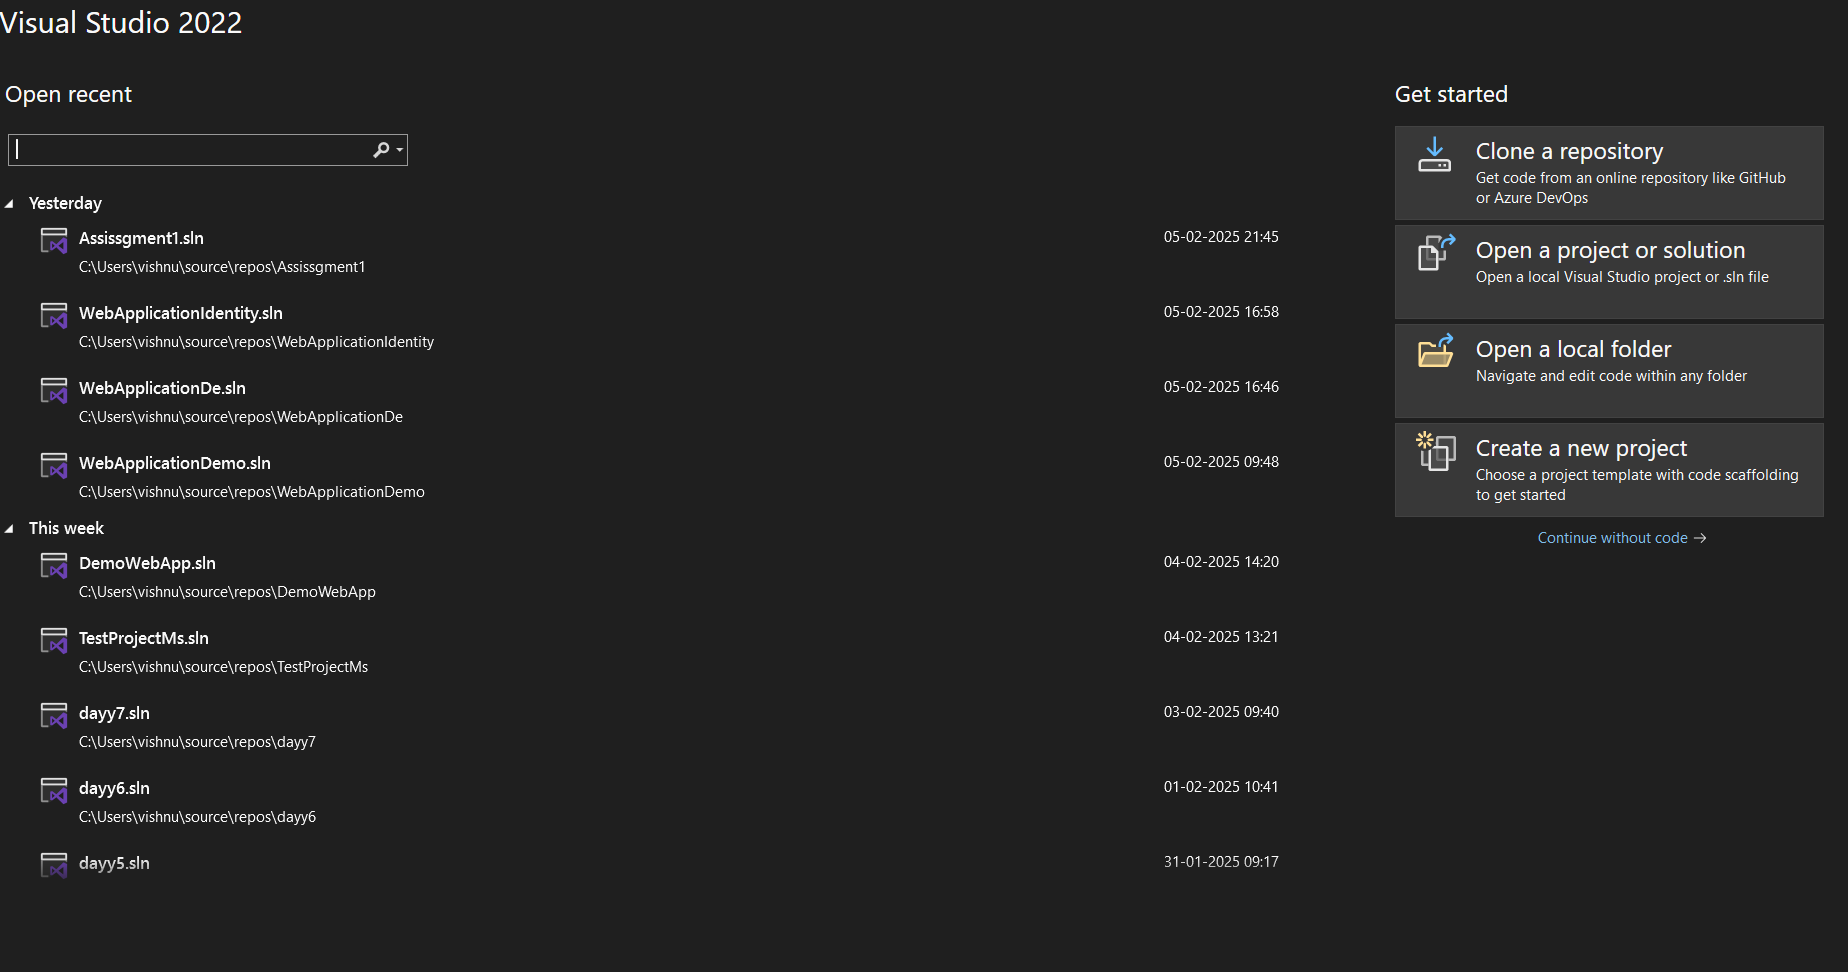 Visual Studio 2022
Open recent
Yesterday
Assissgment1.sln 05-02-2025 21:45
C:\Users\vishnu\source\repos\Assissgment1
WebApplicationIdentity.sln 05-02-2025 16:58
C:\Users\vishnu\source\repos\WebApplicationIdentity
WebApplicationDe.sln 05-02-2025 16:46
C:\Users\vishnu\source\repos\WebApplicationDe
WebApplicationDemo.sln 05-02-2025 09:48
C:\Users\vishnu\source\repos\WebApplicationDemo
This week
DemoWebApp.sln 04-02-2025 14:20
C:\Users\vishnu\source\repos\DemoWebApp
TestProjectMs.sln 04-02-2025 13:21
C:\Users\vishnu\source\repos\TestProjectMs
dayy7.sln 03-02-2025 09:40
C:\Users\vishnu\source\repos\dayy7
dayy6.sln 01-02-2025 10:41
C:\Users\vishnu\source\repos\dayy6
dayy5.sln 31-01-2025 09:17
Get started
Clone a repository
Get code from an online repository like GitHub
or Azure DevOps
Open a project or solution
Open a local Visual Studio project or .sln file
Open a local folder
Navigate and edit code within any folder
Create a new project
Choose a project template with code scaffolding
to get started
Continue without code →